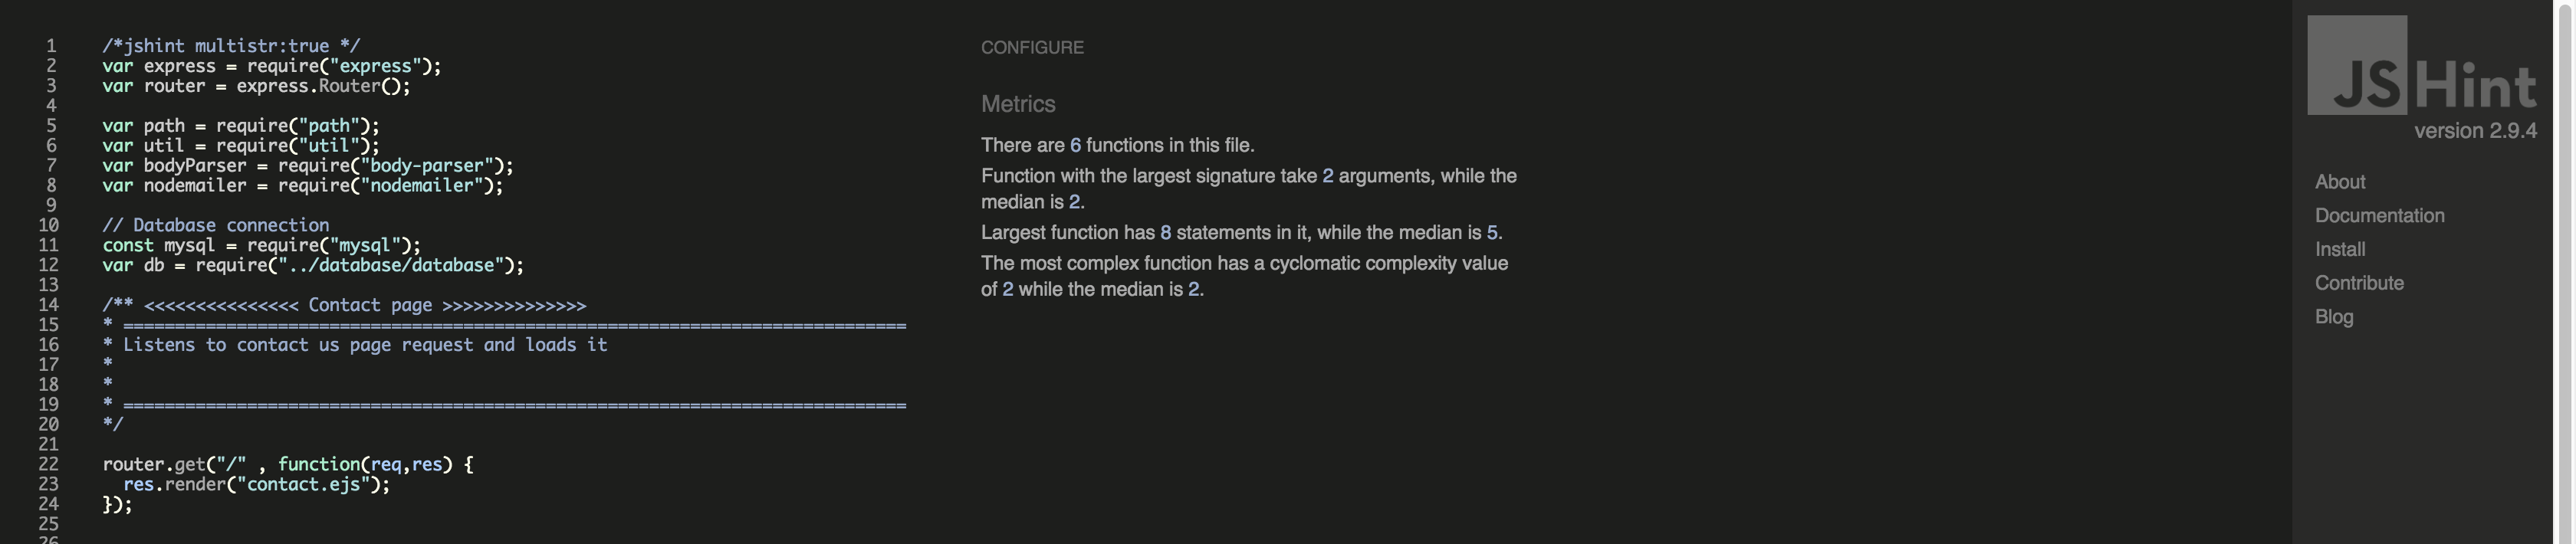 1 /*jshint multistr:true */
2 var express = require("express");
3 var router = express.Router();
4
5 var path = require("path");
6 var util = require("util");
7 var bodyParser = require("body-parser");
8 var nodemailer = require("nodemailer");
9
10 // Database connection
11 const mysql = require("mysql");
12 var db = require("../database/database");
13
14 /** <<<<<<<<<<<<<<< Contact page >>>>>>>>>>>>>>
15 * ============================================================================
16 * Listens to contact us page request and loads it
17 *
18 *
19 * ============================================================================
20 */
21
22 router.get("/" , function(req,res) {
23   res.render("contact.ejs");
24 });
25
26
CONFIGURE
Metrics
There are 6 functions in this file.
Function with the largest signature take 2 arguments, while the
median is 2.
Largest function has 8 statements in it, while the median is 5.
The most complex function has a cyclomatic complexity value
of 2 while the median is 2.
JSHint
version 2.9.4
About
Documentation
Install
Contribute
Blog